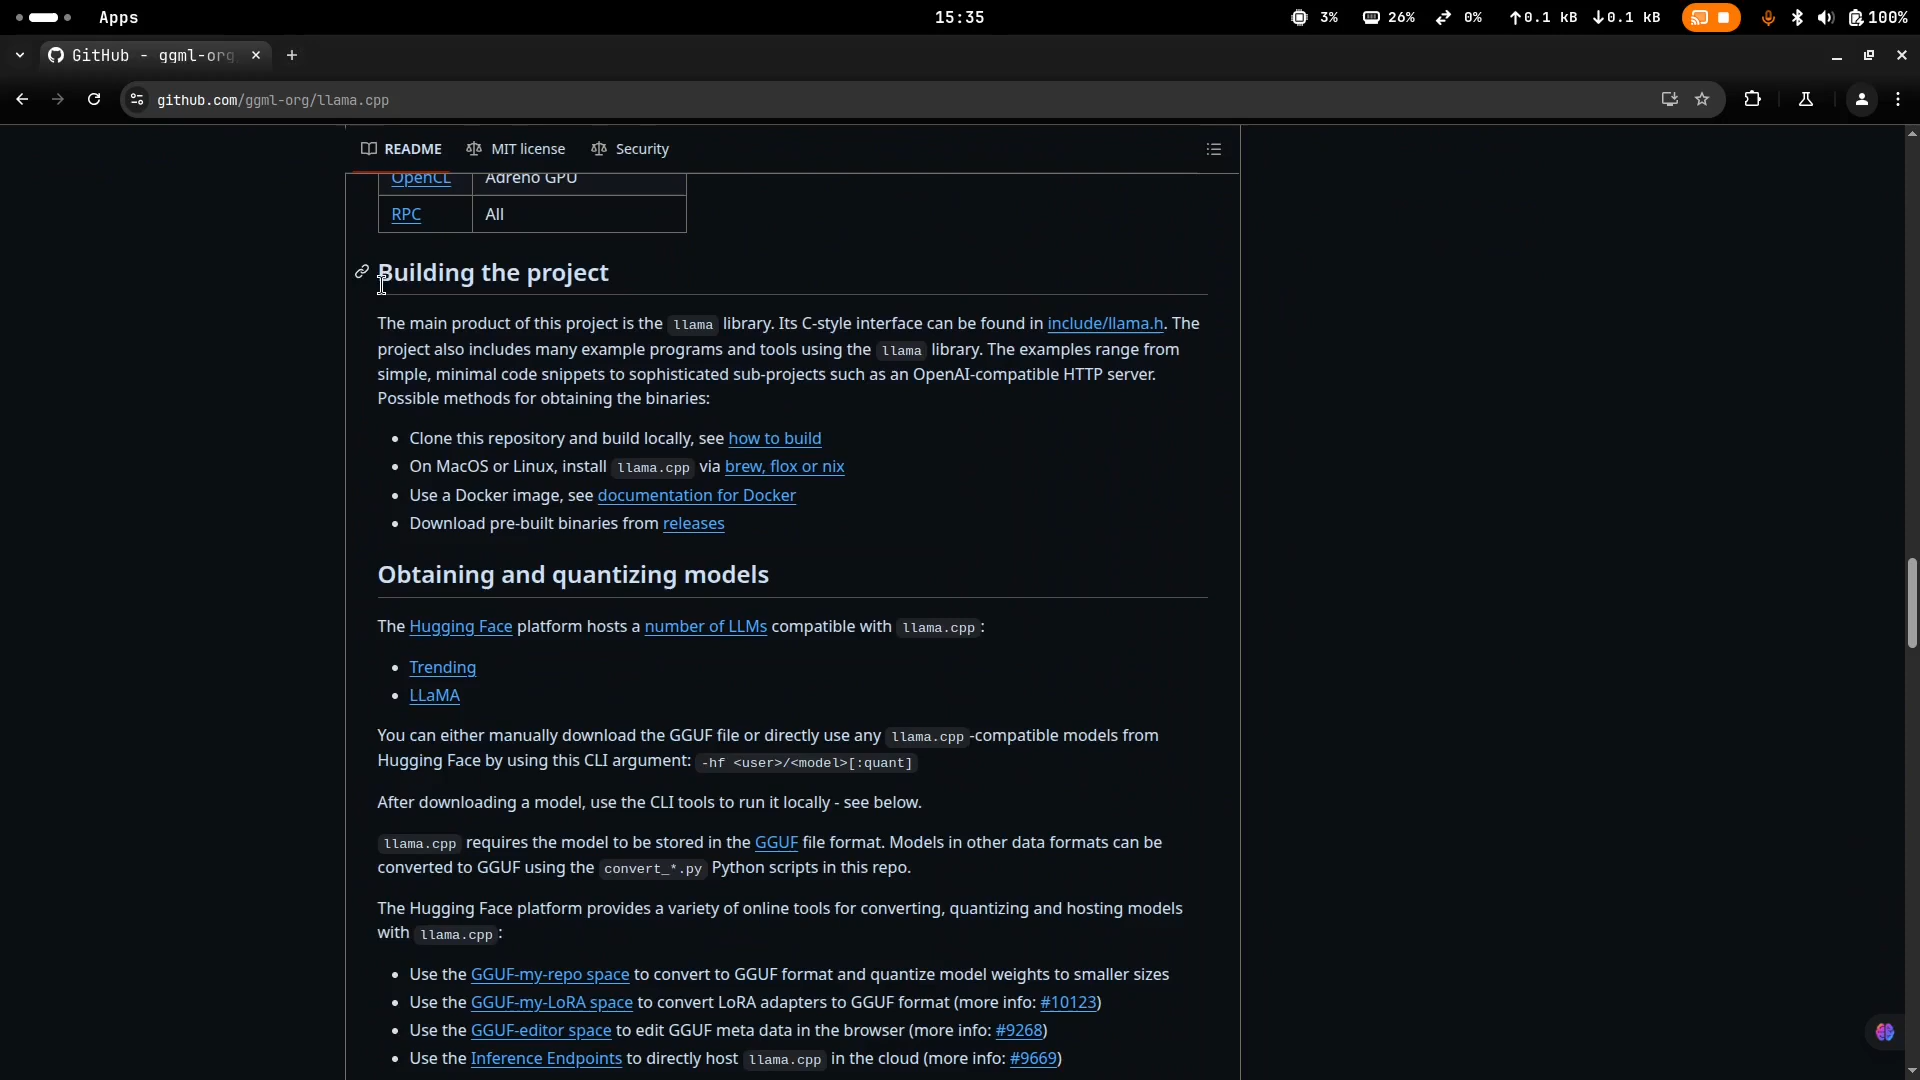 Apps
15:35
3% 26% 0% ↑0.1 kB ↓0.1 kB 100%
GitHub - ggml-org
github.com/ggml-org/llama.cpp
README MIT license Security
OpenCL Adreno GPU
RPC All
Building the project
The main product of this project is the llama library. Its C-style interface can be found in include/llama.h. The
project also includes many example programs and tools using the llama library. The examples range from
simple, minimal code snippets to sophisticated sub-projects such as an OpenAI-compatible HTTP server.
Possible methods for obtaining the binaries:
• Clone this repository and build locally, see how to build
• On MacOS or Linux, install llama.cpp via brew, flox or nix
• Use a Docker image, see documentation for Docker
• Download pre-built binaries from releases
Obtaining and quantizing models
The Hugging Face platform hosts a number of LLMs compatible with llama.cpp:
• Trending
• LLaMA
You can either manually download the GGUF file or directly use any llama.cpp-compatible models from
Hugging Face by using this CLI argument: -hf <user>/<model>[:quant]
After downloading a model, use the CLI tools to run it locally - see below.
llama.cpp requires the model to be stored in the GGUF file format. Models in other data formats can be
converted to GGUF using the convert_*.py Python scripts in this repo.
The Hugging Face platform provides a variety of online tools for converting, quantizing and hosting models
with llama.cpp:
• Use the GGUF-my-repo space to convert to GGUF format and quantize model weights to smaller sizes
• Use the GGUF-my-LoRA space to convert LoRA adapters to GGUF format (more info: #10123)
• Use the GGUF-editor space to edit GGUF meta data in the browser (more info: #9268)
• Use the Inference Endpoints to directly host llama.cpp in the cloud (more info: #9669)